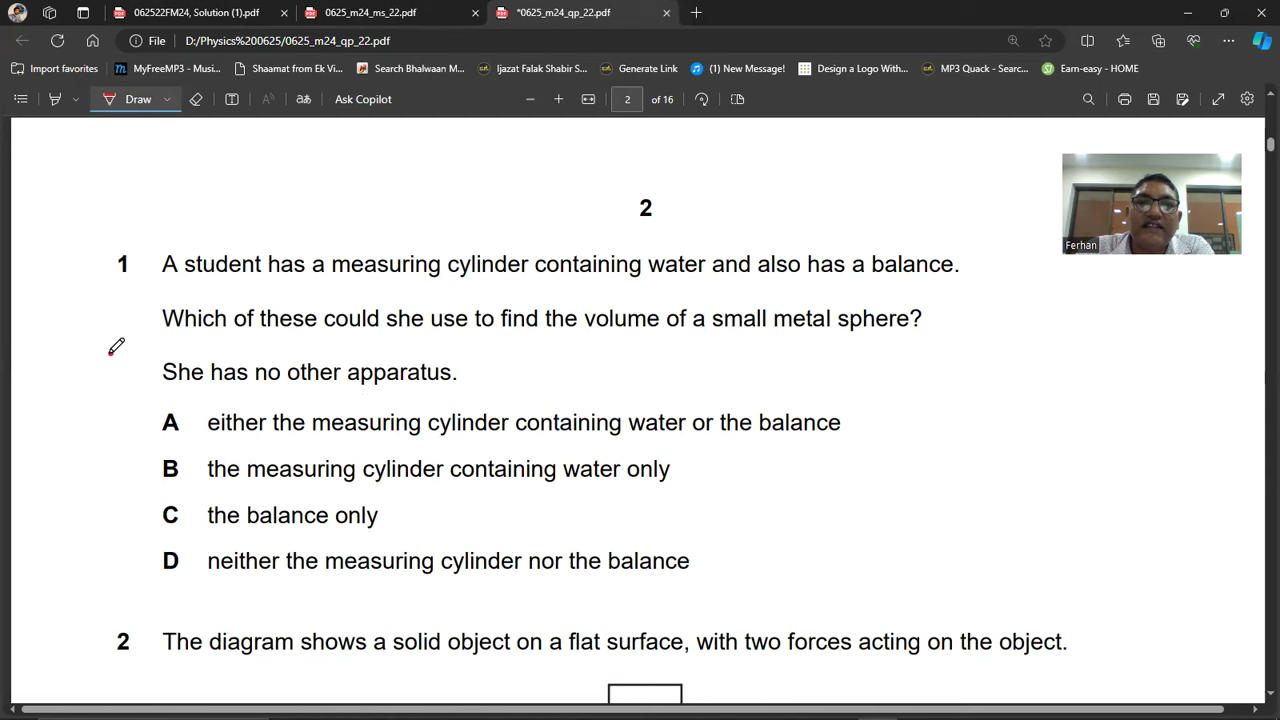 062522FM24, Solution (1).pdf
0625_m24_ms_22.pdf
*0625_m24_qp_22.pdf
File
D:/Physics%200625/0625_m24_qp_22.pdf
Import favorites
MyFreeMP3 - Musi...
Shaamat from Ek Vi...
Search Bhalwaan M...
Ijazat Falak Shabir S...
Generate Link
(1) New Message!
Design a Logo With...
MP3 Quack - Searc...
Earn-easy - HOME
Draw
Ask Copilot
2 of 16
2
Ferhan
1 A student has a measuring cylinder containing water and also has a balance.
Which of these could she use to find the volume of a small metal sphere?
She has no other apparatus.
A either the measuring cylinder containing water or the balance
B the measuring cylinder containing water only
C the balance only
D neither the measuring cylinder nor the balance
2 The diagram shows a solid object on a flat surface, with two forces acting on the object.